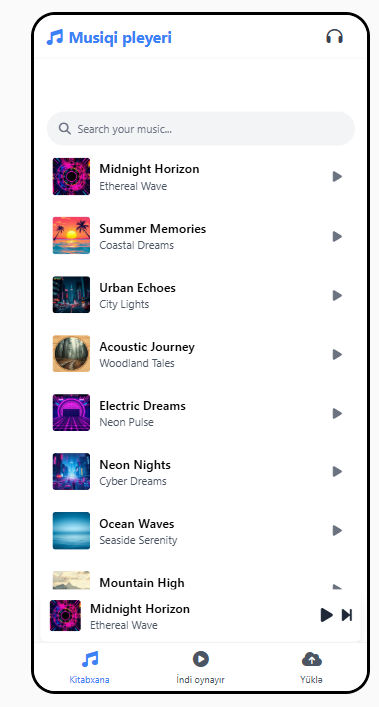 Musiqi pleyeri
Search your music...
Midnight Horizon
Ethereal Wave
Summer Memories
Coastal Dreams
Urban Echoes
City Lights
Acoustic Journey
Woodland Tales
Electric Dreams
Neon Pulse
Neon Nights
Cyber Dreams
Ocean Waves
Seaside Serenity
Mountain High
Midnight Horizon
Ethereal Wave
Kitabxana
İndi oynayır
Yüklə